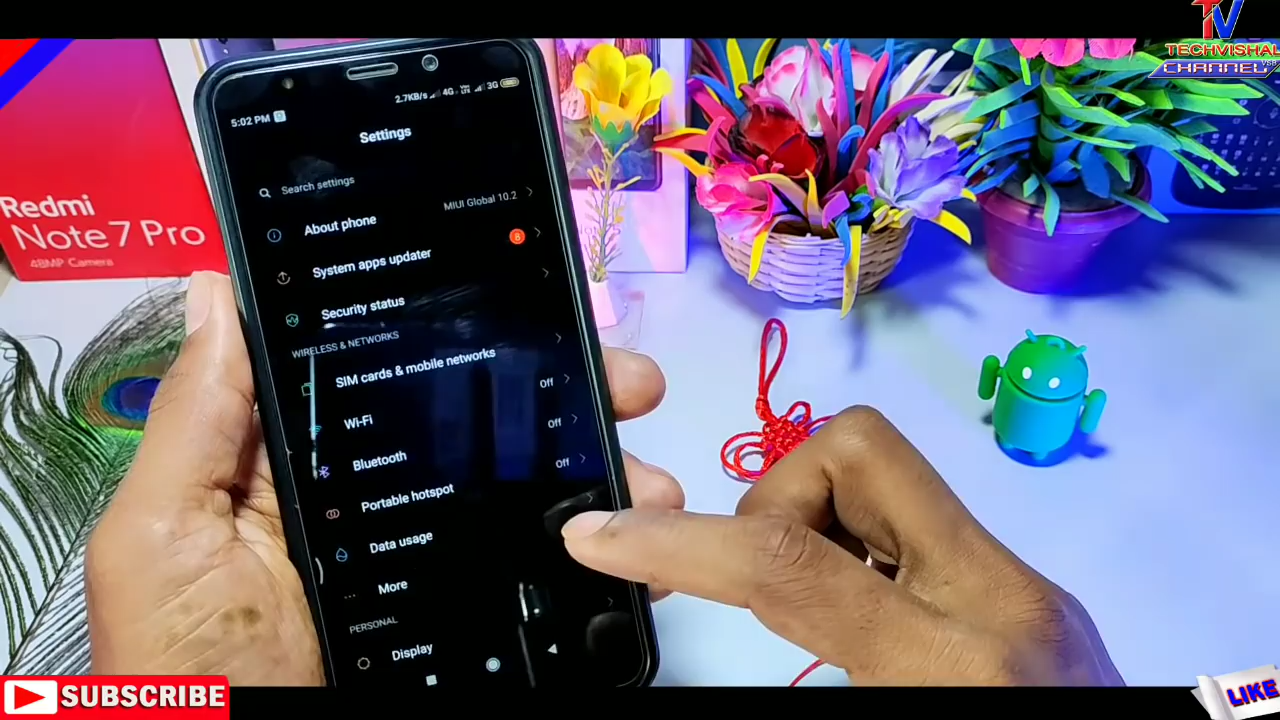 TV
TECHVISHAL
VSB
CHANNEL
Redmi
Note 7 Pro
48MP Camera
5:02 PM
2.7KB/s 4G VoLTE 3G
Settings
Search settings
About phone MIUI Global 10.2
System apps updater 8
Security status
WIRELESS & NETWORKS
SIM cards & mobile networks
Wi-Fi Off
Bluetooth Off
Portable hotspot Off
Data usage
More
PERSONAL
Display
SUBSCRIBE
LIKE